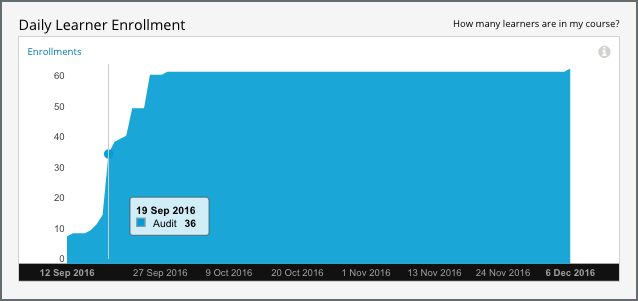 Daily Learner Enrollment
How many learners are in my course?
Enrollments
60
50
40
30
20
10
0
19 Sep 2016
Audit 36
12 Sep 2016 27 Sep 2016 9 Oct 2016 20 Oct 2016 1 Nov 2016 13 Nov 2016 24 Nov 2016 6 Dec 2016